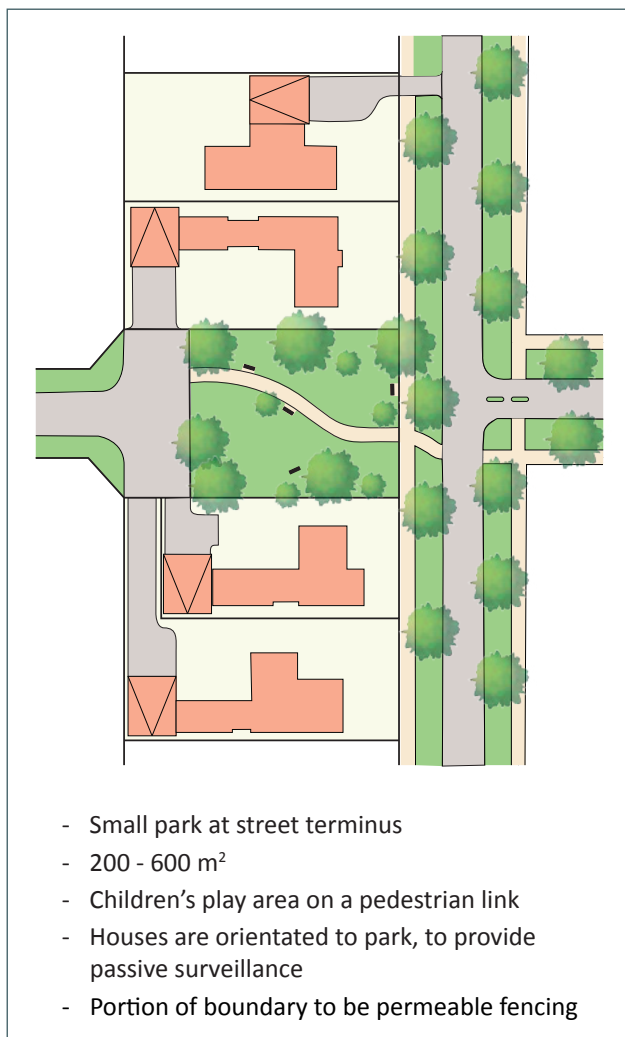 - Small park at street terminus
- 200 - 600 m²
- Children’s play area on a pedestrian link
- Houses are orientated to park, to provide
passive surveillance
- Portion of boundary to be permeable fencing